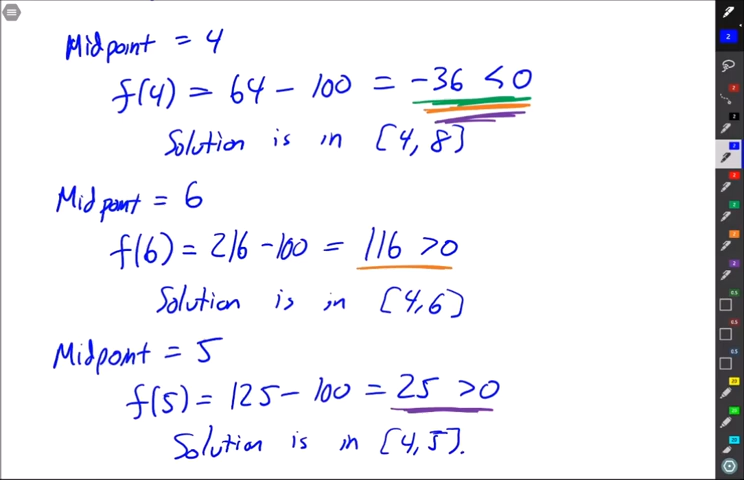 Midpoint = 4
f(4) = 64 - 100 = -36 < 0
Solution is in [4, 8]
Midpoint = 6
f(6) = 216 - 100 = 116 > 0
Solution is in [4, 6]
Midpoint = 5
f(5) = 125 - 100 = 25 > 0
Solution is in [4, 5].